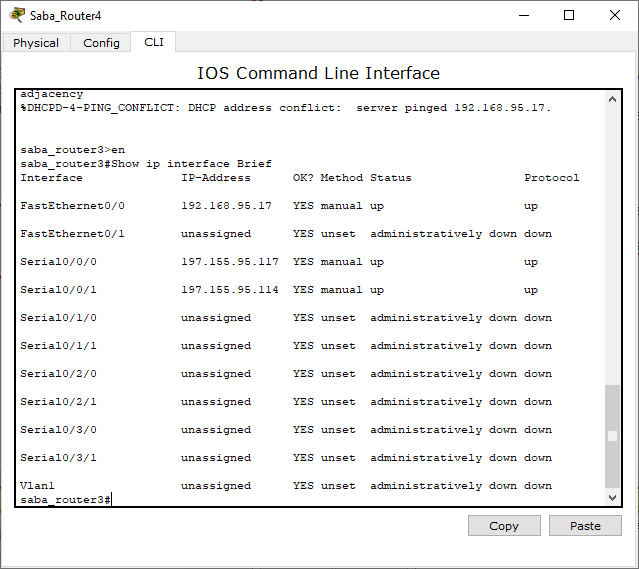 Saba_Router4
Physical Config CLI
IOS Command Line Interface
adjacency
%DHCPD-4-PING_CONFLICT: DHCP address conflict:  server pinged 192.168.95.17.
saba_router3>en
saba_router3#Show ip interface Brief
Interface              IP-Address      OK? Method Status                Protocol
FastEthernet0/0        192.168.95.17   YES manual up                    up
FastEthernet0/1        unassigned      YES unset  administratively down down
Serial0/0/0            197.155.95.117  YES manual up                    up
Serial0/0/1            197.155.95.114  YES manual up                    up
Serial0/1/0            unassigned      YES unset  administratively down down
Serial0/1/1            unassigned      YES unset  administratively down down
Serial0/2/0            unassigned      YES unset  administratively down down
Serial0/2/1            unassigned      YES unset  administratively down down
Serial0/3/0            unassigned      YES unset  administratively down down
Serial0/3/1            unassigned      YES unset  administratively down down
Vlan1                  unassigned      YES unset  administratively down down
saba_router3#
Copy Paste